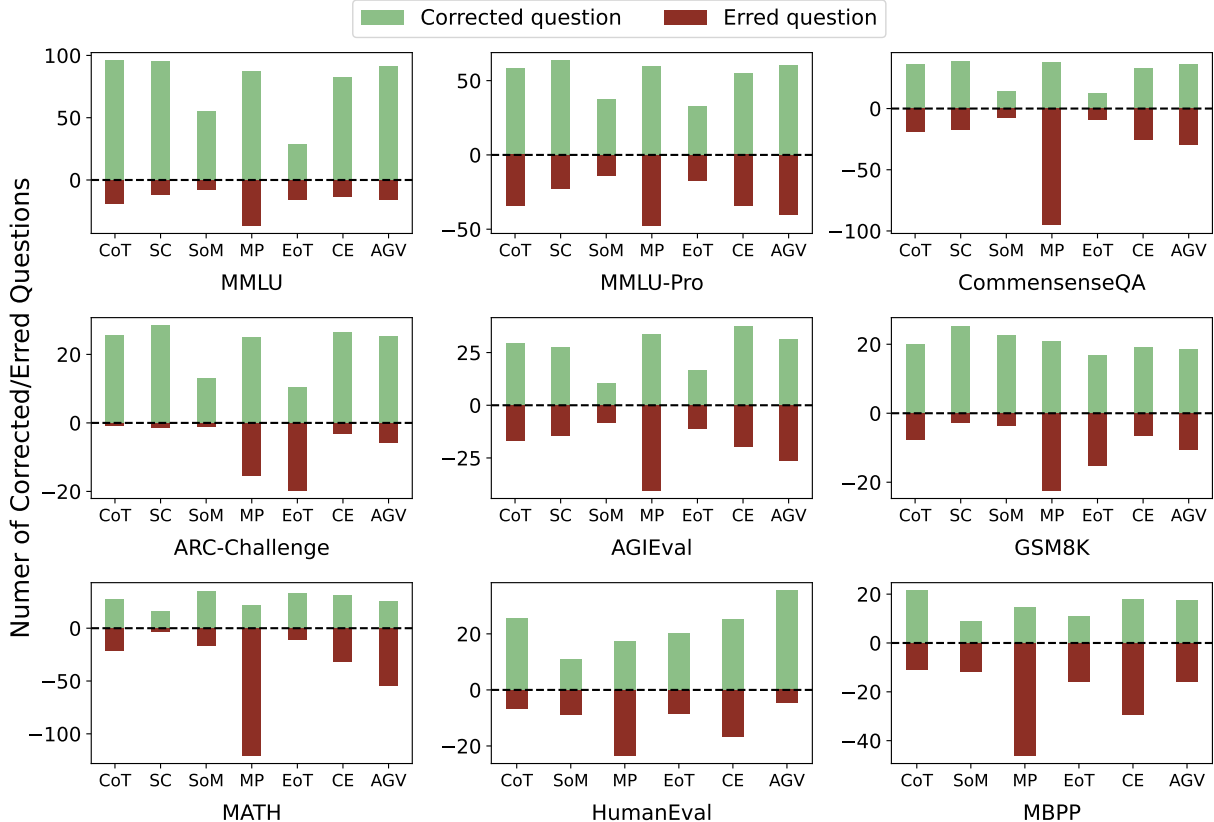 Corrected question Erred question
Numer of Corrected/Erred Questions
100
50
0
CoT SC SoM MP EoT CE AGV
MMLU
50
0
−50
CoT SC SoM MP EoT CE AGV
MMLU-Pro
0
−50
−100
CoT SC SoM MP EoT CE AGV
CommensenseQA
20
0
−20
CoT SC SoM MP EoT CE AGV
ARC-Challenge
25
0
−25
CoT SC SoM MP EoT CE AGV
AGIEval
20
0
−20
CoT SC SoM MP EoT CE AGV
GSM8K
0
−50
−100
CoT SC SoM MP EoT CE AGV
MATH
20
0
−20
CoT SoM MP EoT CE AGV
HumanEval
20
0
−20
−40
CoT SoM MP EoT CE AGV
MBPP